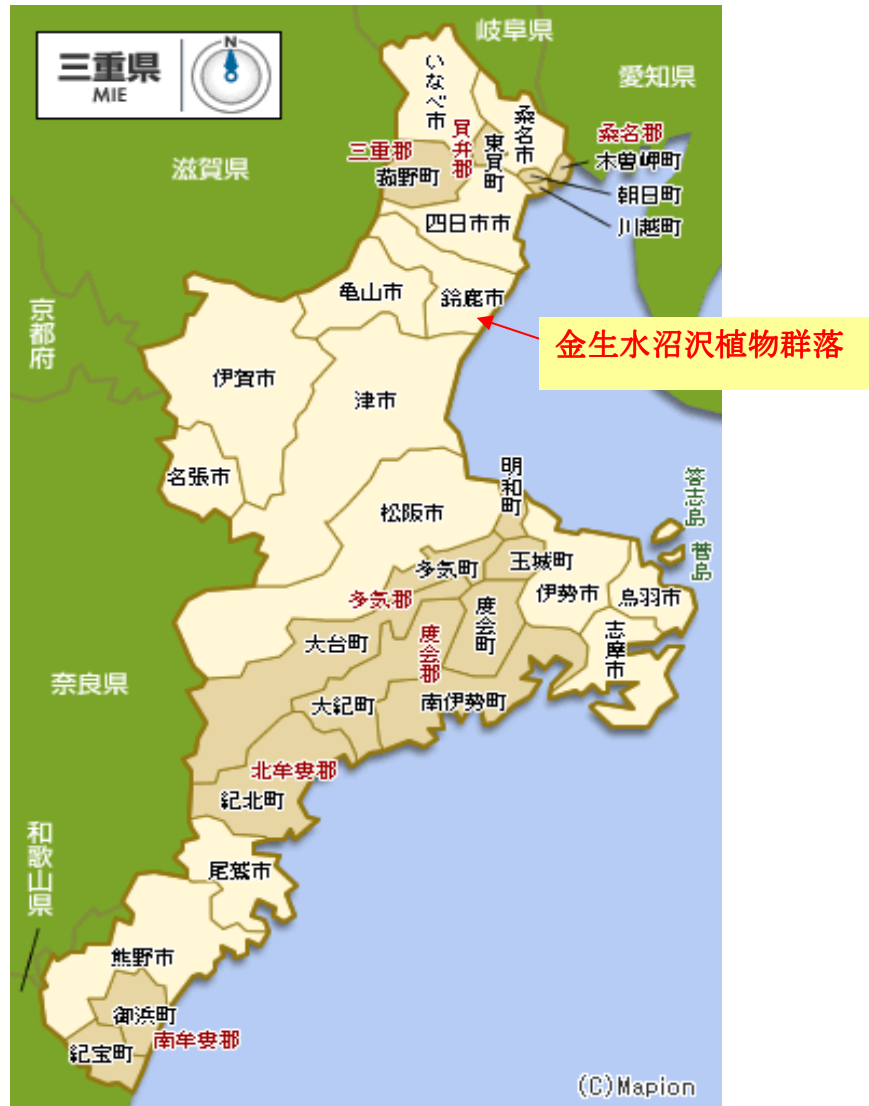 岐阜県
三重県
MIE
N
愛知県
滋賀県
京都府
奈良県
和歌山県
いなべ市
桑名市
桑名郡
員弁郡
東員町
木曽岬町
三重郡
菰野町
朝日町
川越町
四日市市
亀山市
鈴鹿市
金生水沼沢植物群落
伊賀市
津市
名張市
明和町
松阪市
答志島
菅島
玉城町
多気町
伊勢市
鳥羽市
多気郡
度会町
度会郡
大台町
志摩市
大紀町
南伊勢町
北牟婁郡
紀北町
尾鷲市
熊野市
御浜町
南牟婁郡
紀宝町
(C)Mapion